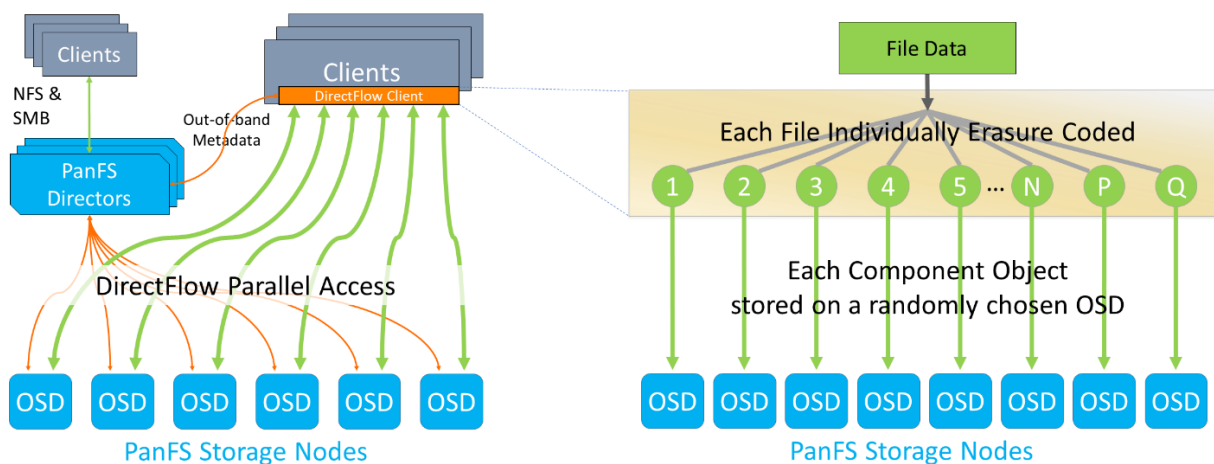 Clients
NFS &
SMB
PanFS
Directors
Clients
DirectFlow Client
Out-of-band
Metadata
DirectFlow Parallel Access
OSD OSD OSD OSD OSD OSD
PanFS Storage Nodes
File Data
Each File Individually Erasure Coded
1 2 3 4 5 ... N P Q
Each Component Object
stored on a randomly chosen OSD
OSD OSD OSD OSD OSD OSD OSD OSD
PanFS Storage Nodes